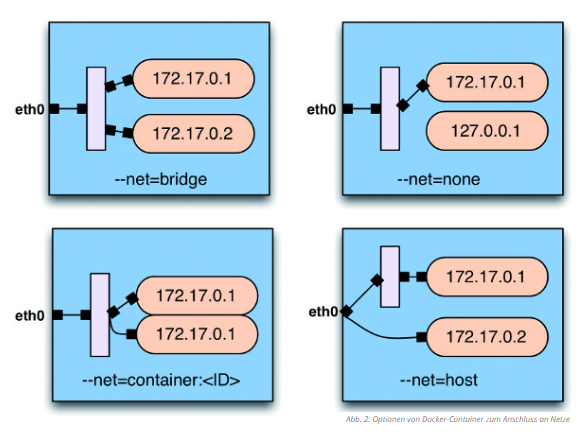 172.17.0.1
eth0
172.17.0.2
--net=bridge
172.17.0.1
eth0
127.0.0.1
--net=none
172.17.0.1
eth0
172.17.0.1
--net=container:<ID>
172.17.0.1
eth0
172.17.0.2
--net=host
Abb. 2: Optionen von Docker-Container zum Anschluss an Netze